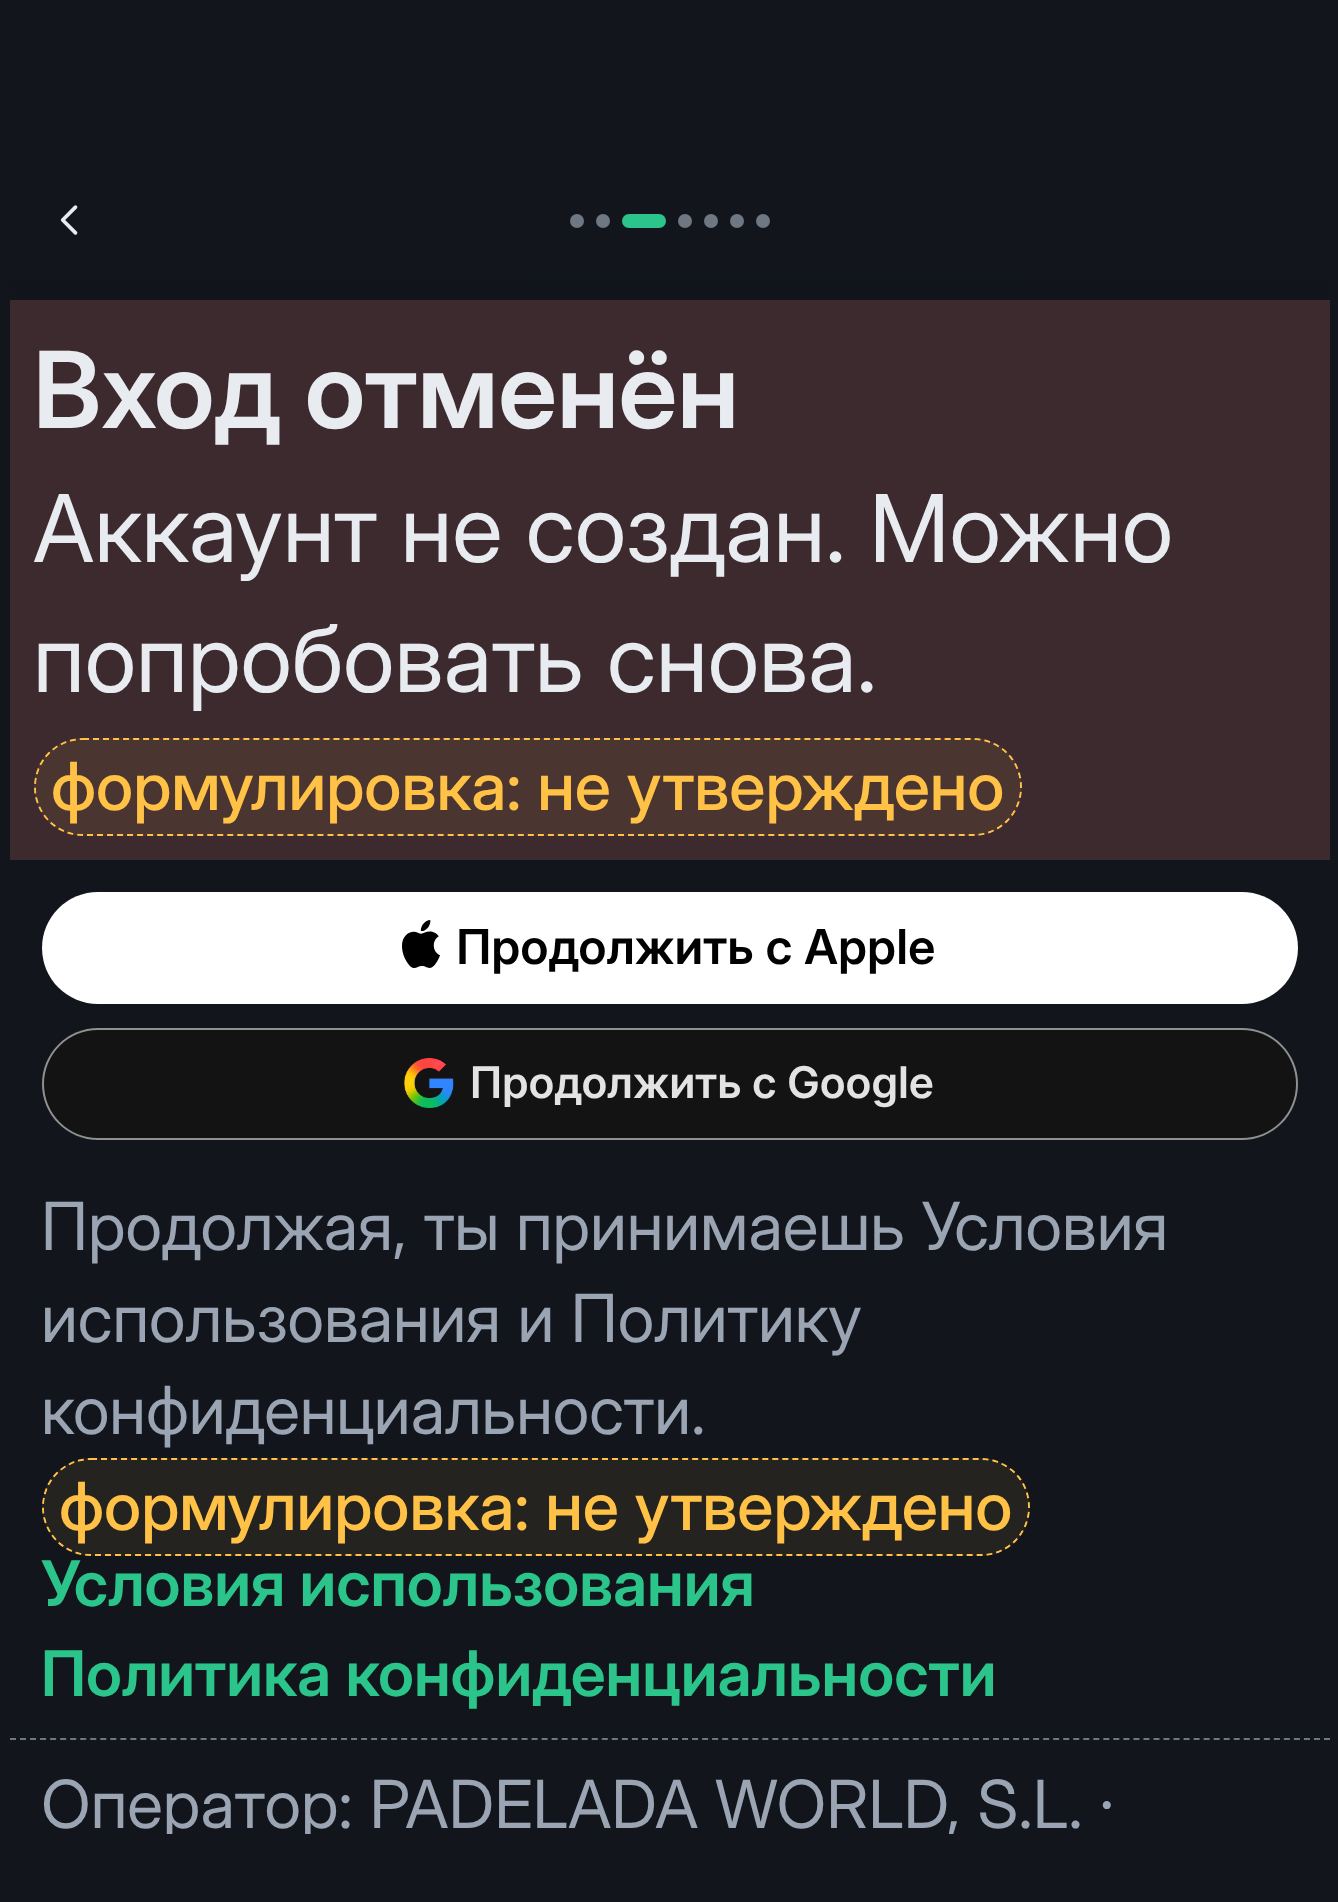 Вход отменён
Аккаунт не создан. Можно
попробовать снова.
формулировка: не утверждено
Продолжить с Apple
Продолжить с Google
Продолжая, ты принимаешь Условия
использования и Политику
конфиденциальности.
формулировка: не утверждено
Условия использования
Политика конфиденциальности
Оператор: PADELADA WORLD, S.L. ·